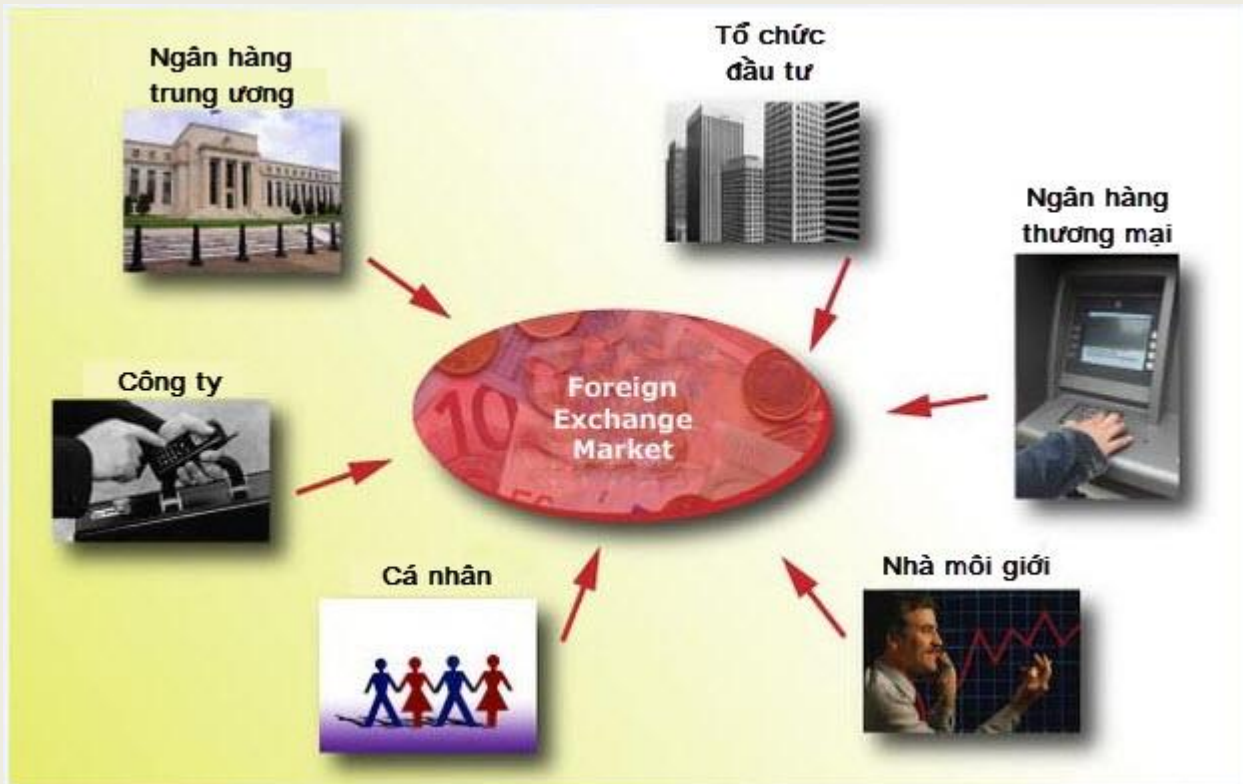 Ngân hàng
trung ương
Tổ chức
đầu tư
Ngân hàng
thương mại
Công ty
Foreign
Exchange
Market
10
Cá nhân
Nhà môi giới